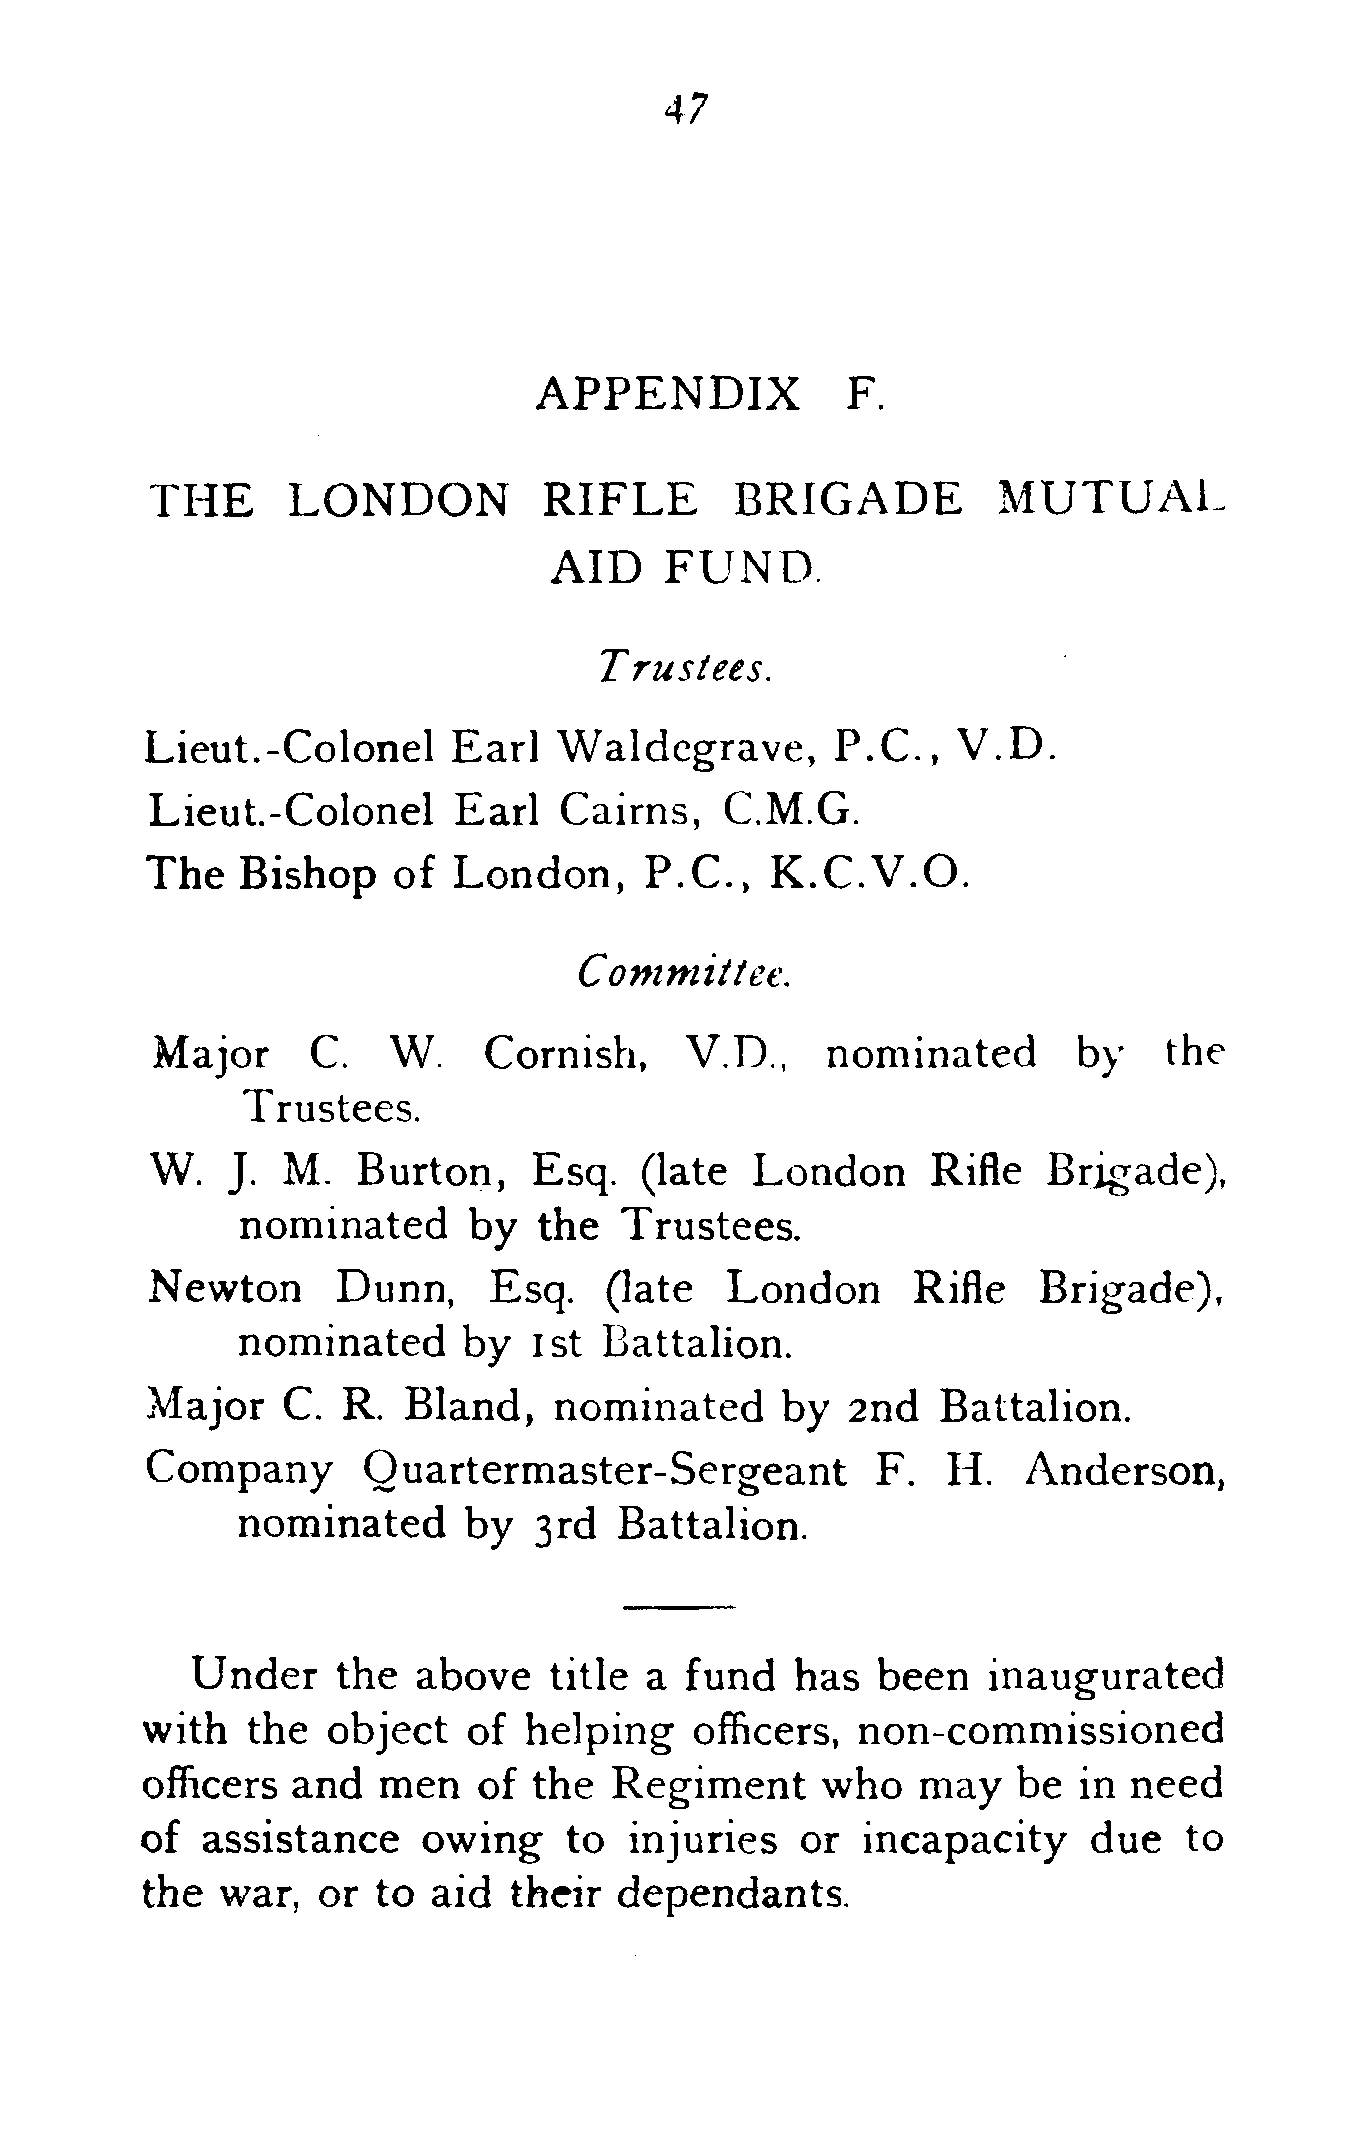 47
APPENDIX F.
THE LONDON RIFLE BRIGADE MUTUAL
AID FUND.
Trustees.
Lieut.-Colonel Earl Waldegrave, P.C., V.D.
Lieut.-Colonel Earl Cairns, C.M.G.
The Bishop of London, P.C., K.C.V.O.
Committee.
Major C. W. Cornish, V.D., nominated by the
Trustees.
W. J. M. Burton, Esq. (late London Rifle Brigade),
nominated by the Trustees.
Newton Dunn, Esq. (late London Rifle Brigade),
nominated by 1st Battalion.
Major C. R. Bland, nominated by 2nd Battalion.
Company Quartermaster-Sergeant F. H. Anderson,
nominated by 3rd Battalion.
Under the above title a fund has been inaugurated
with the object of helping officers, non-commissioned
officers and men of the Regiment who may be in need
of assistance owing to injuries or incapacity due to
the war, or to aid their dependants.